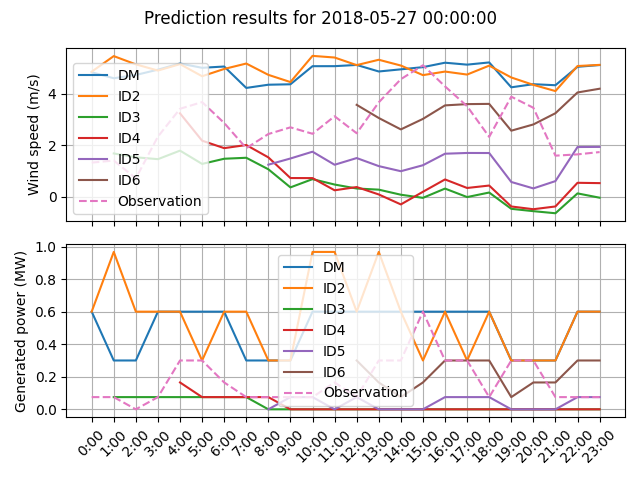 Prediction results for 2018-05-27 00:00:00
Wind speed (m/s)
4
2
0
DM
ID2
ID3
ID4
ID5
ID6
Observation
Generated power (MW)
1.0
0.8
0.6
0.4
0.2
0.0
DM
ID2
ID3
ID4
ID5
ID6
Observation
0:00
1:00
2:00
3:00
4:00
5:00
6:00
7:00
8:00
9:00
10:00
11:00
12:00
13:00
14:00
15:00
16:00
17:00
18:00
19:00
20:00
21:00
22:00
23:00